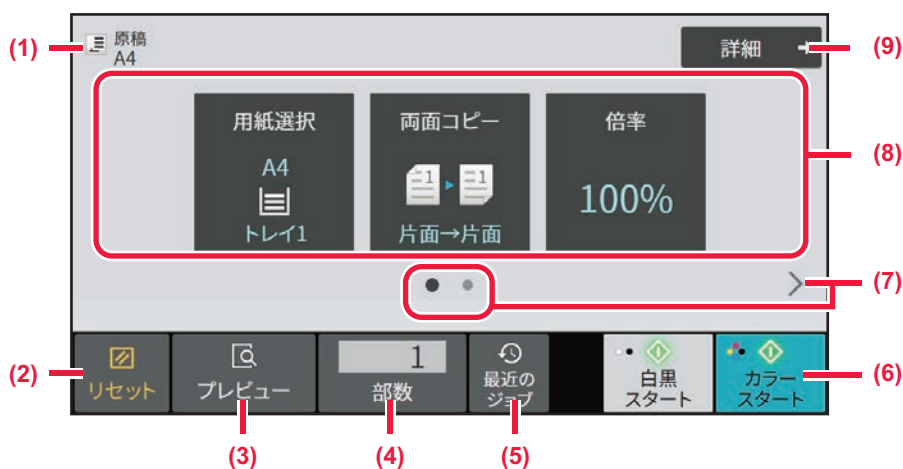 (1)
原稿
A4
詳細
(9)
用紙選択
A4
トレイ1
両面コピー
1
1
片面→片面
倍率
100%
(8)
(7)
(2)
リセット
プレビュー
1
部数
最近の
ジョブ
白黒
スタート
カラー
スタート
(6)
(3)
(4)
(5)